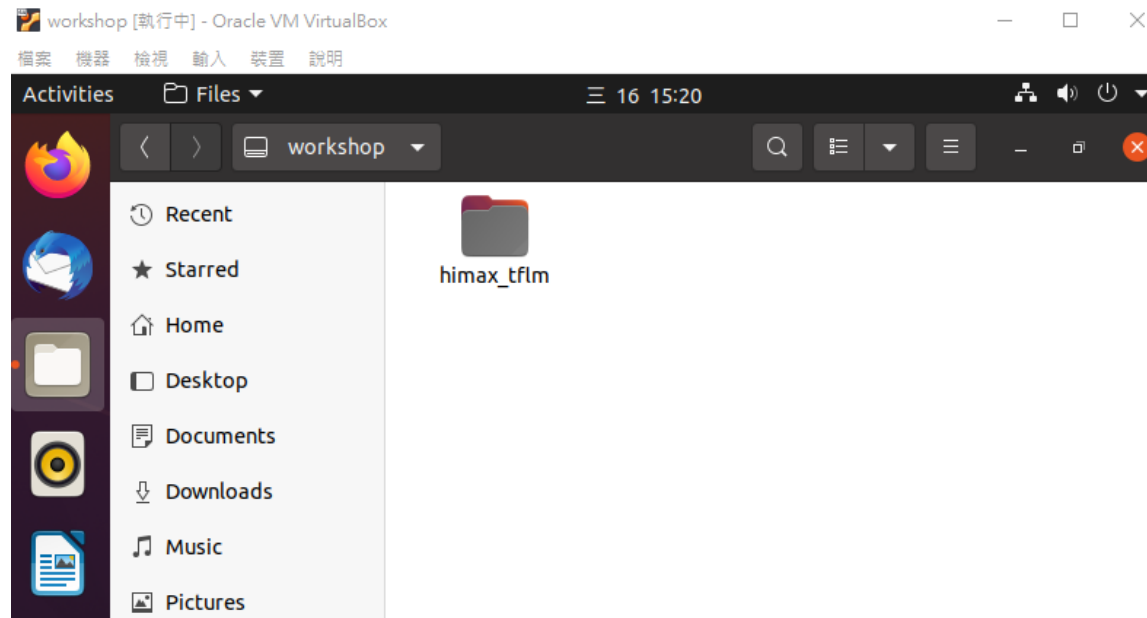 workshop [執行中] - Oracle VM VirtualBox
檔案 機器 檢視 輸入 裝置 說明
Activities Files 三 16 15:20
workshop
Recent
Starred
himax_tflm
Home
Desktop
Documents
Downloads
Music
Pictures